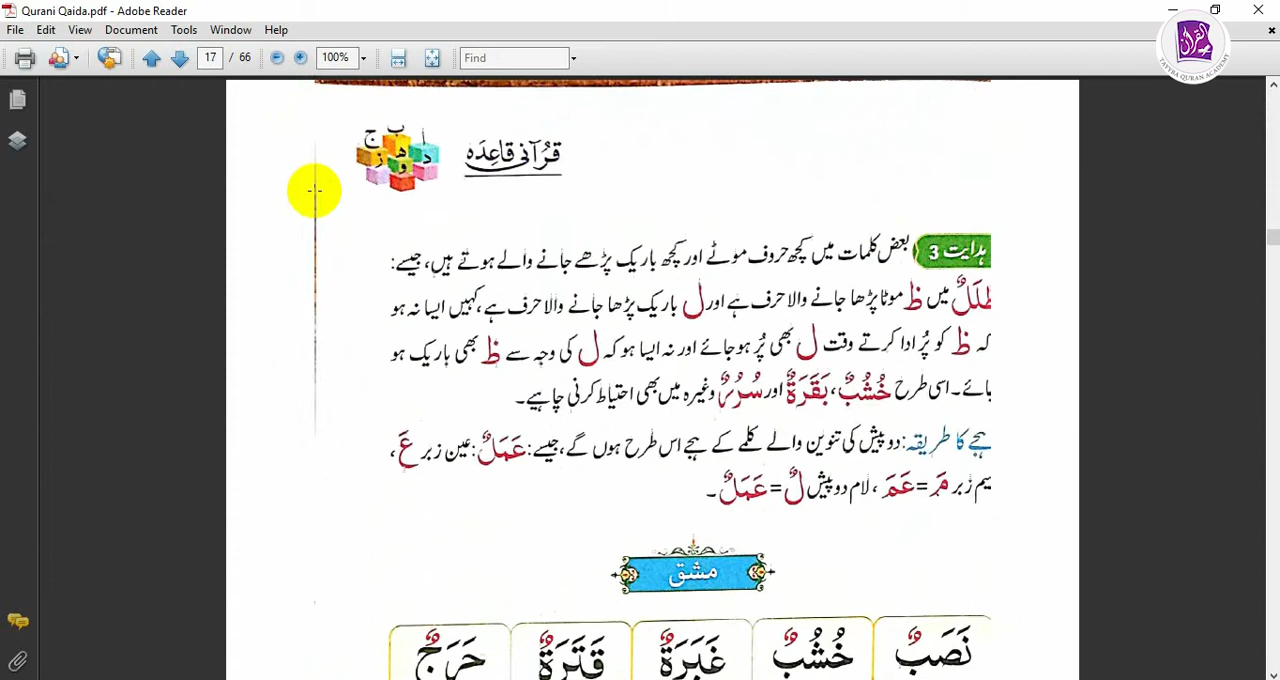 Qurani Qaida.pdf - Adobe Reader
File Edit View Document Tools Window Help
17 / 66 100% Find
TAYYBA QURAN ACADEMY
ا ب ج د ه و ز
قرآنی قاعدہ
ہدایت 3 بعض کلمات میں کچھ حروف موٹے اور کچھ باریک پڑھے جانے والے ہوتے ہیں، جیسے:
ظُلَلٌ میں ظ موٹا پڑھا جانے والا حرف ہے اور ل باریک پڑھا جانے والا حرف ہے، کہیں ایسا نہ ہو
کہ ظ کو پُر ادا کرتے وقت ل بھی پُر ہو جائے اور نہ ایسا ہو کہ ل کی وجہ سے ظ بھی باریک ہو
جائے۔ اسی طرح خُشُبٌ، بَقَرَةٌ اور سُرُرٌ وغیرہ میں بھی احتیاط کرنی چاہیے۔
ہجے کا طریقہ: دو پیش کی تنوین والے کلمے کے ہجے اس طرح ہوں گے، جیسے: عَمَلٌ: عین زبر عَ،
میم زبر مَ = عَمَ، لام دو پیش لٌ = عَمَلٌ۔
مشق
نَصَبٌ خُشُبٌ غَبَرَةٌ قَتَرَةٌ حَرَجٌ